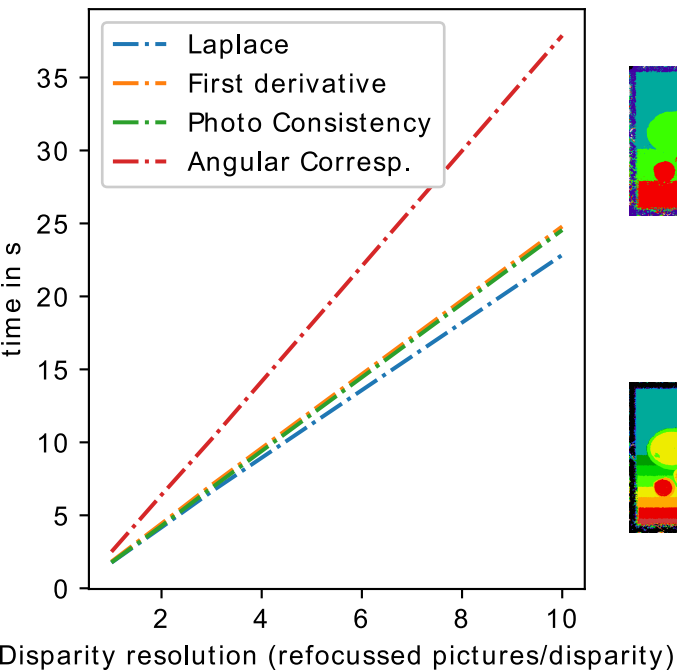 Laplace
First derivative
Photo Consistency
Angular Corresp.
35
30
25
20
15
10
5
0
time in s
2 4 6 8 10
Disparity resolution (refocussed pictures/disparity)